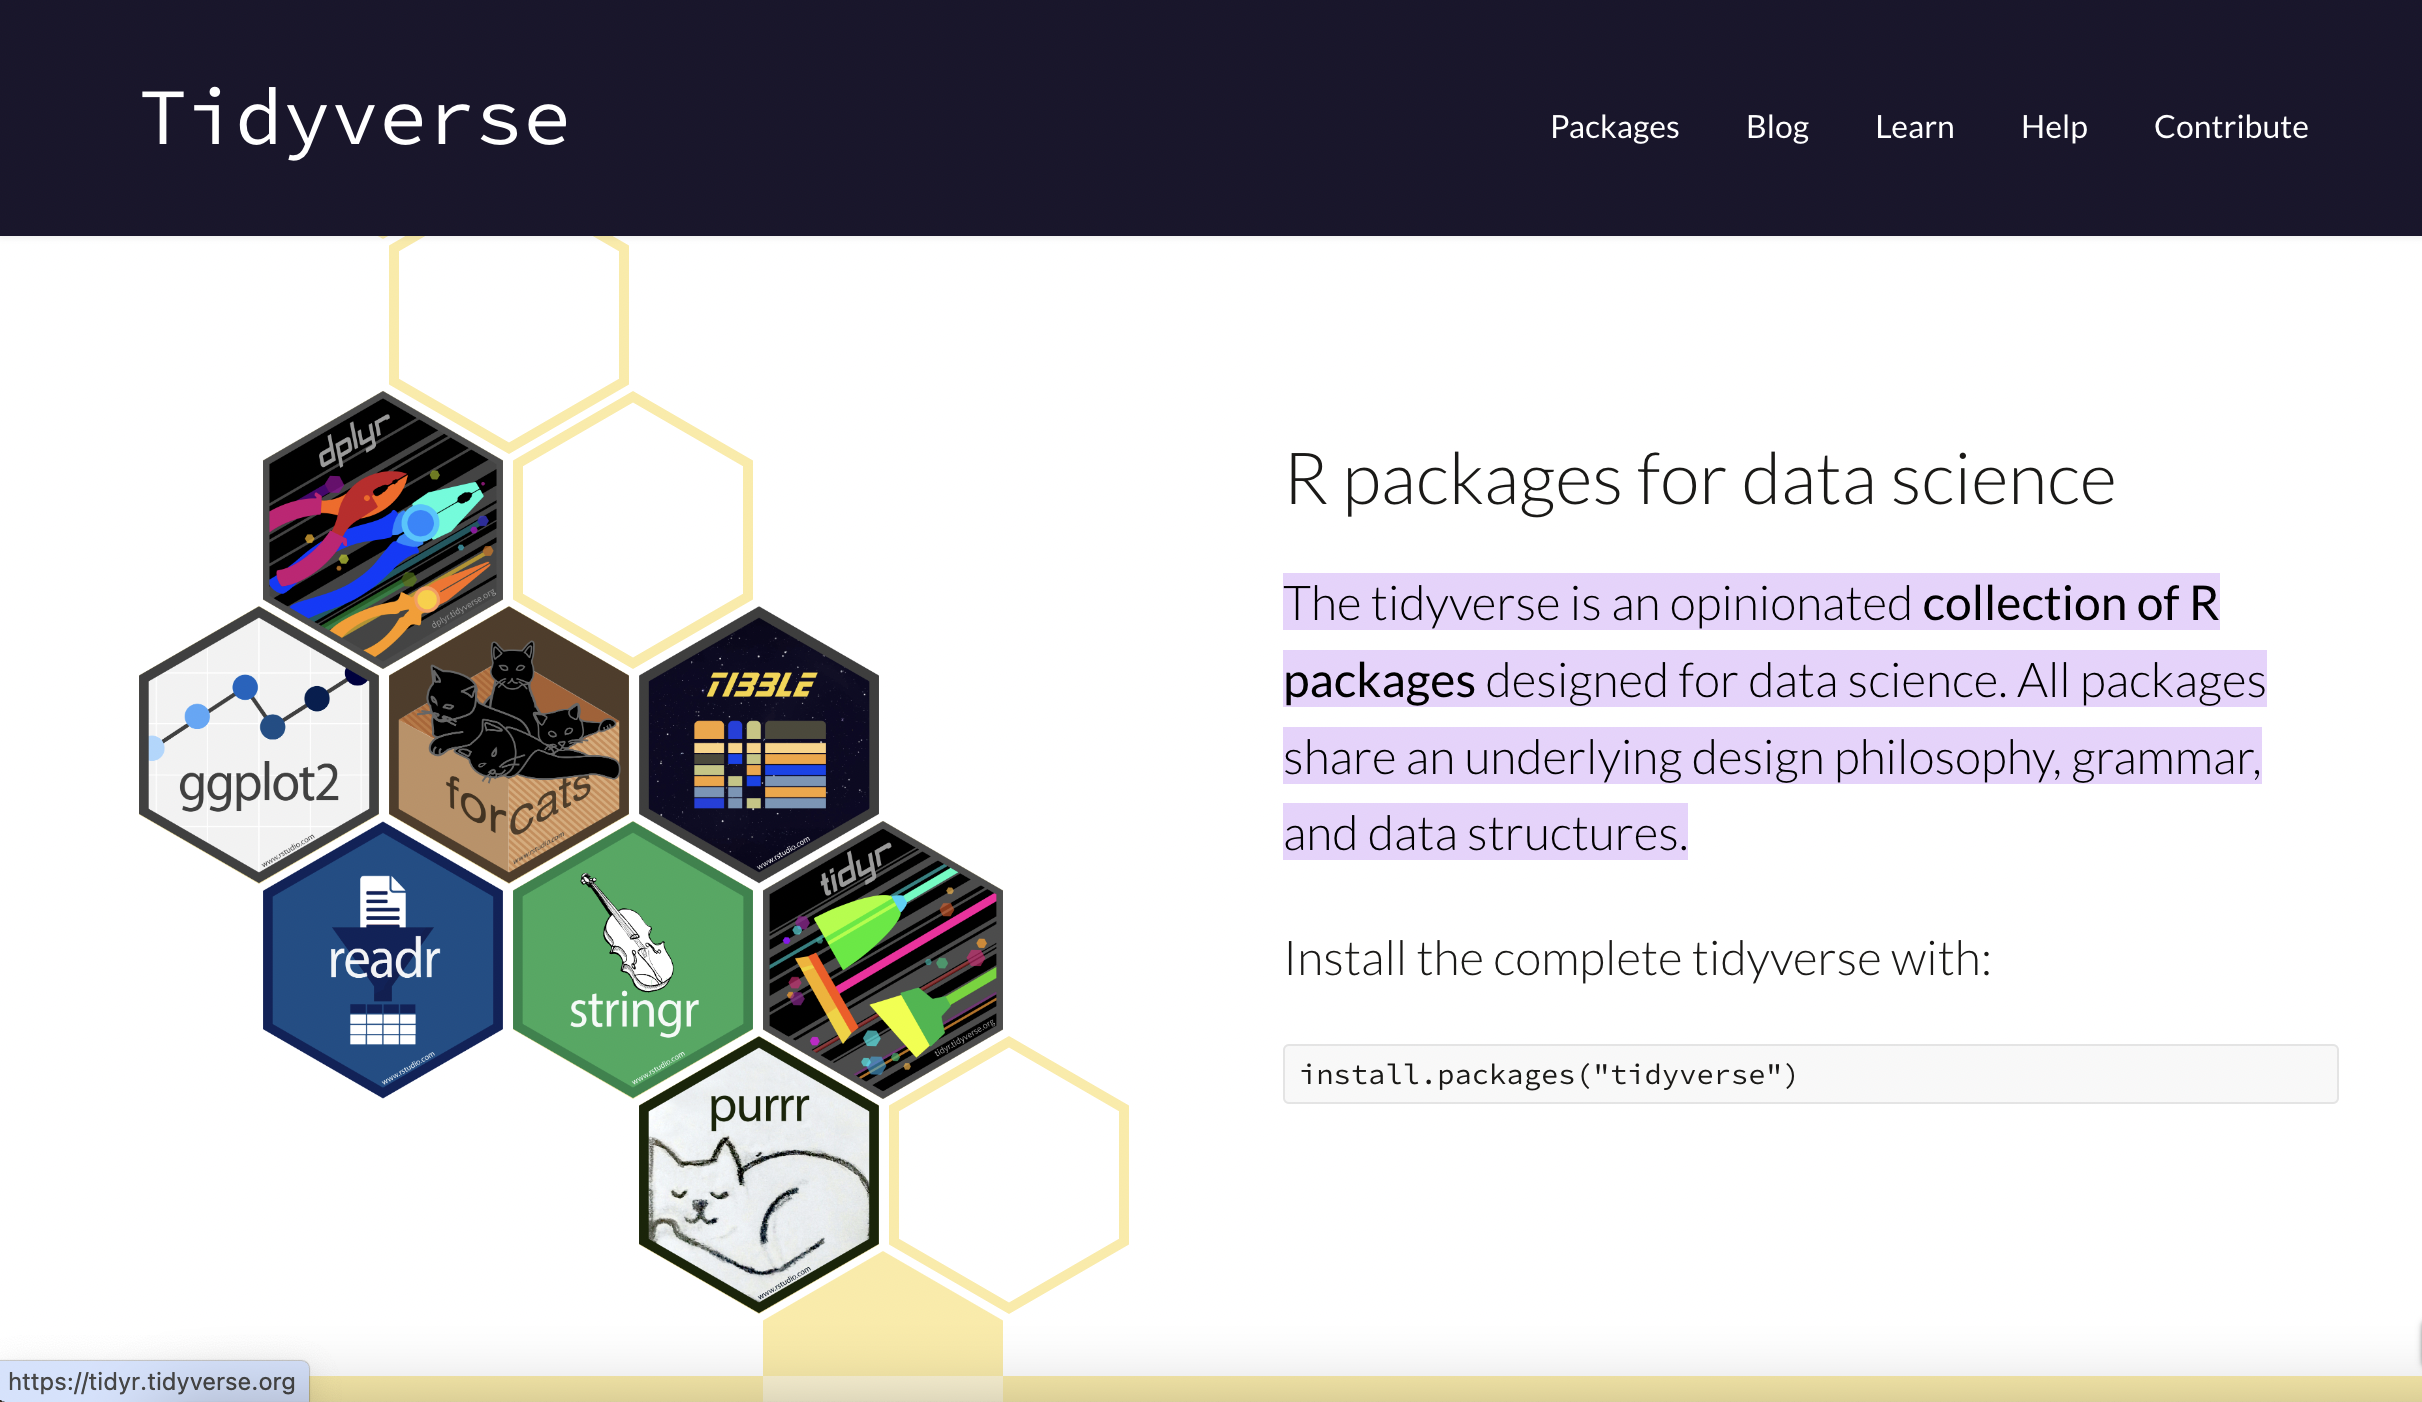 Tidyverse
Packages
Blog
Learn
Help
Contribute
dplyr
dplyr.tidyverse.org
ggplot2
www.rstudio.com
forcats
TIBBLE
www.rstudio.com
readr
www.rstudio.com
stringr
www.rstudio.com
tidyr
tidyr.tidyverse.org
purrr
www.rstudio.com
R packages for data science
The tidyverse is an opinionated collection of R
packages designed for data science. All packages
share an underlying design philosophy, grammar,
and data structures.
Install the complete tidyverse with:
install.packages("tidyverse")
https://tidyr.tidyverse.org